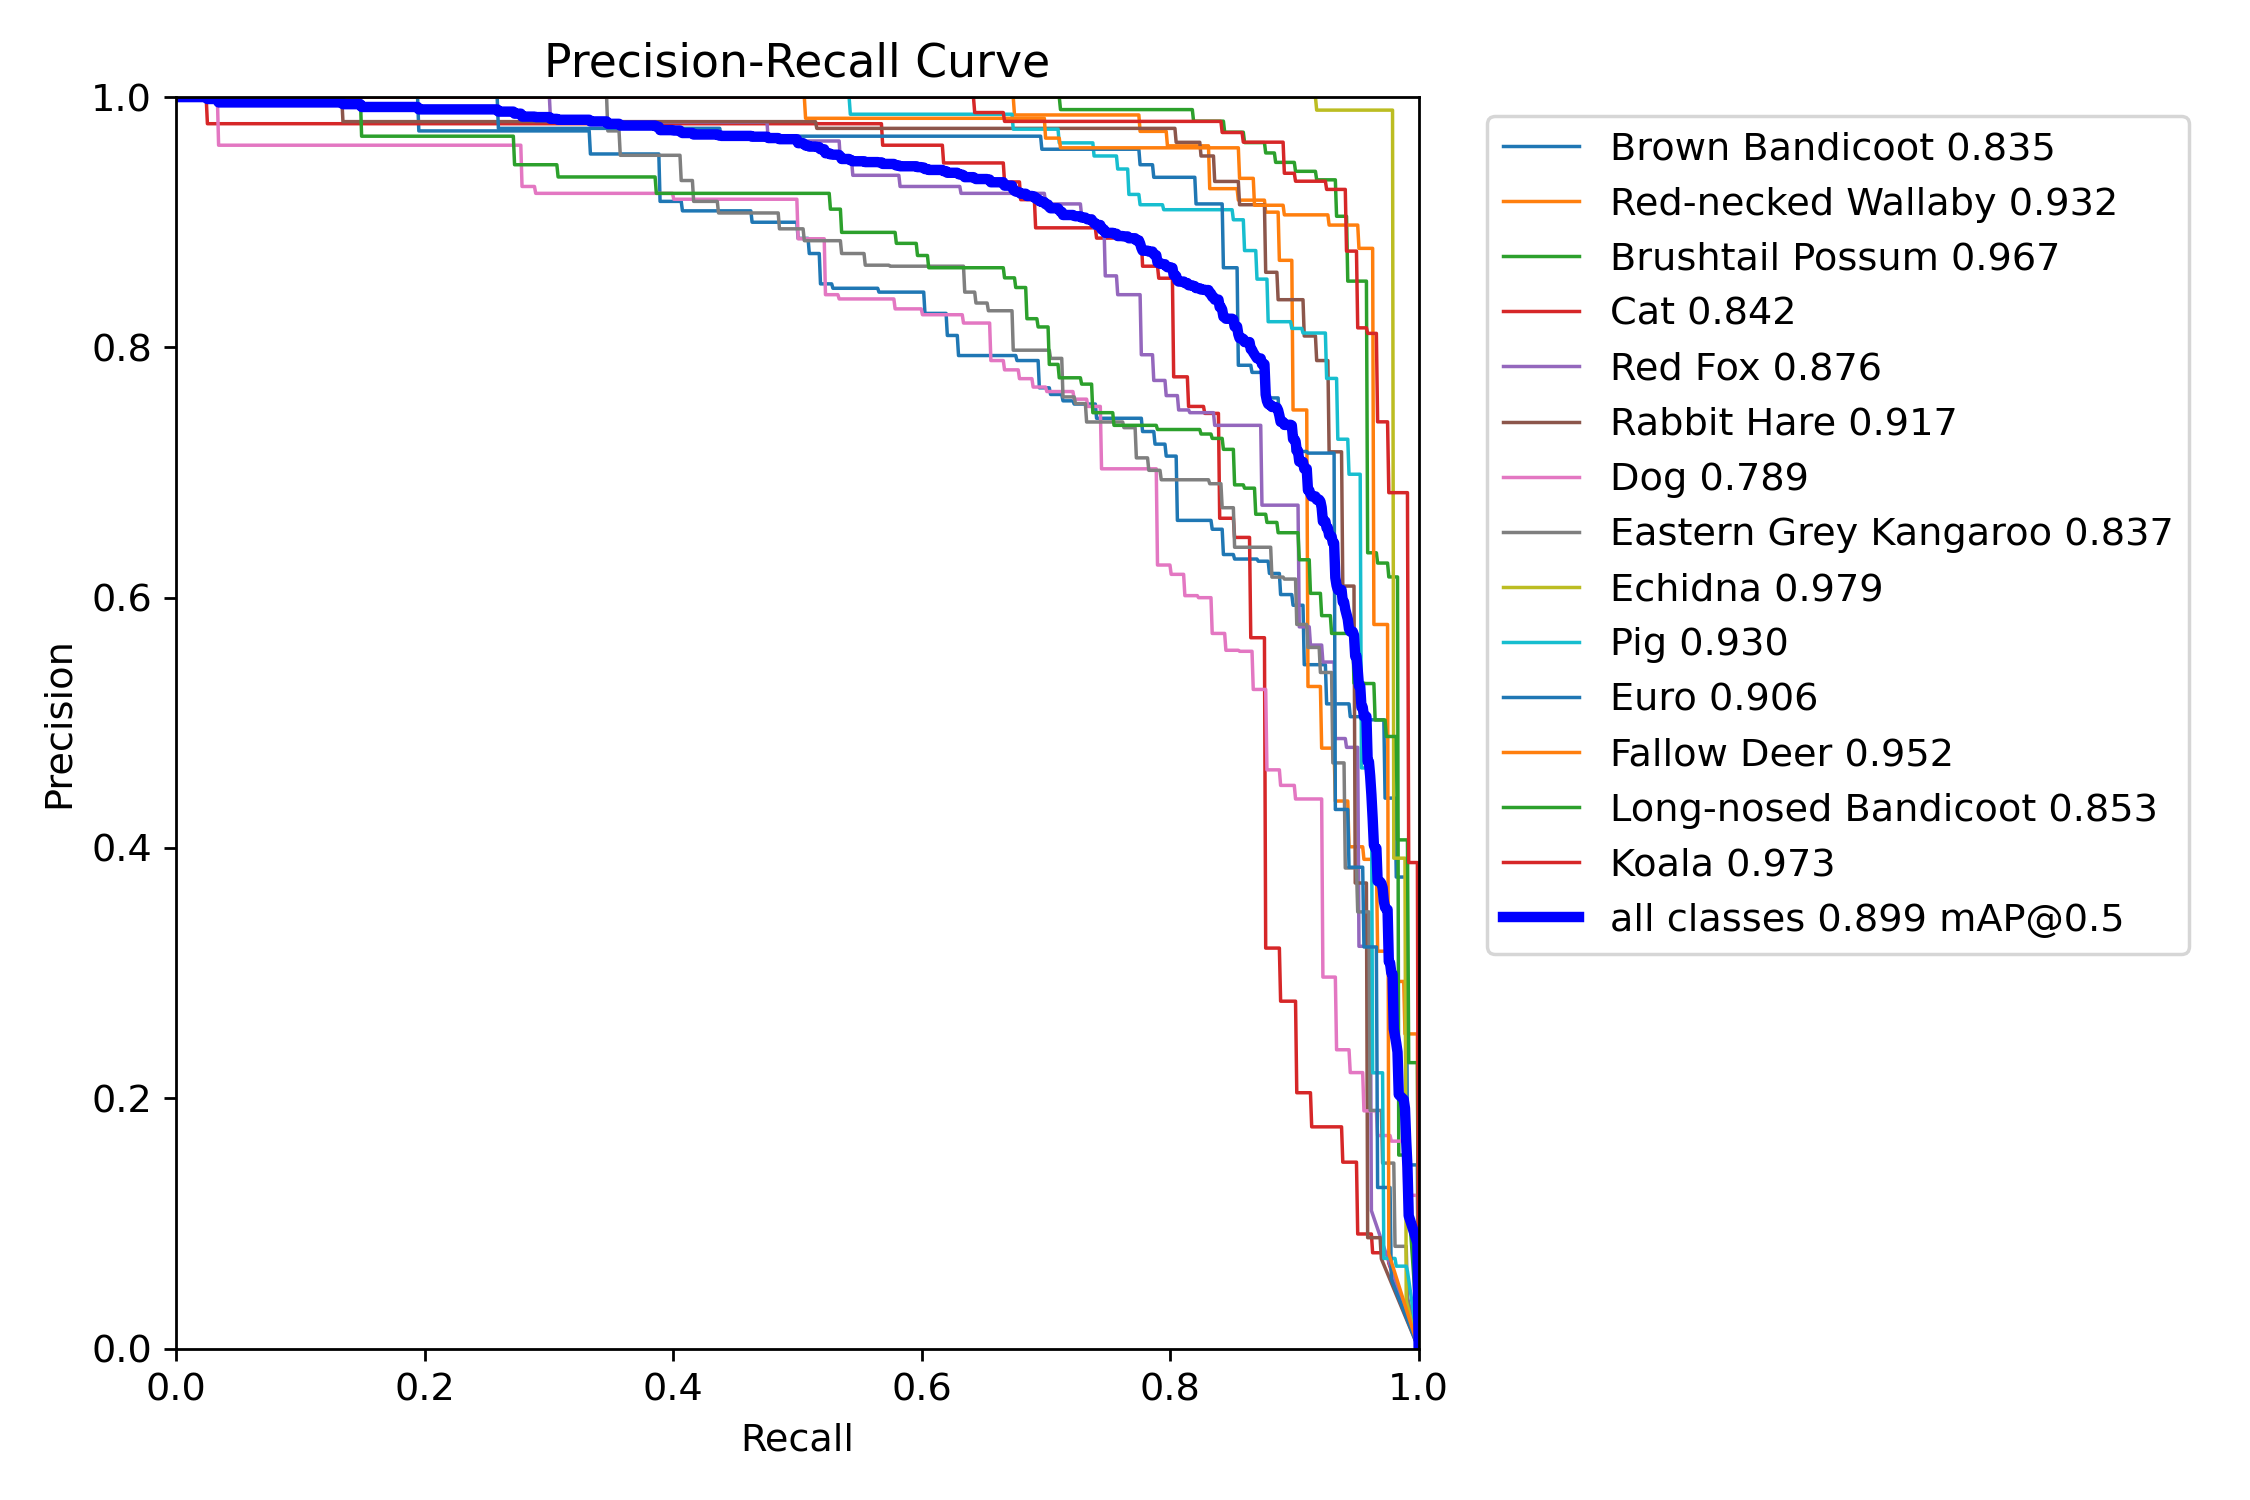 Precision-Recall Curve
1.0
0.8
0.6
0.4
0.2
0.0
Precision
0.0 0.2 0.4 0.6 0.8 1.0
Recall
Brown Bandicoot 0.835
Red-necked Wallaby 0.932
Brushtail Possum 0.967
Cat 0.842
Red Fox 0.876
Rabbit Hare 0.917
Dog 0.789
Eastern Grey Kangaroo 0.837
Echidna 0.979
Pig 0.930
Euro 0.906
Fallow Deer 0.952
Long-nosed Bandicoot 0.853
Koala 0.973
all classes 0.899 mAP@0.5